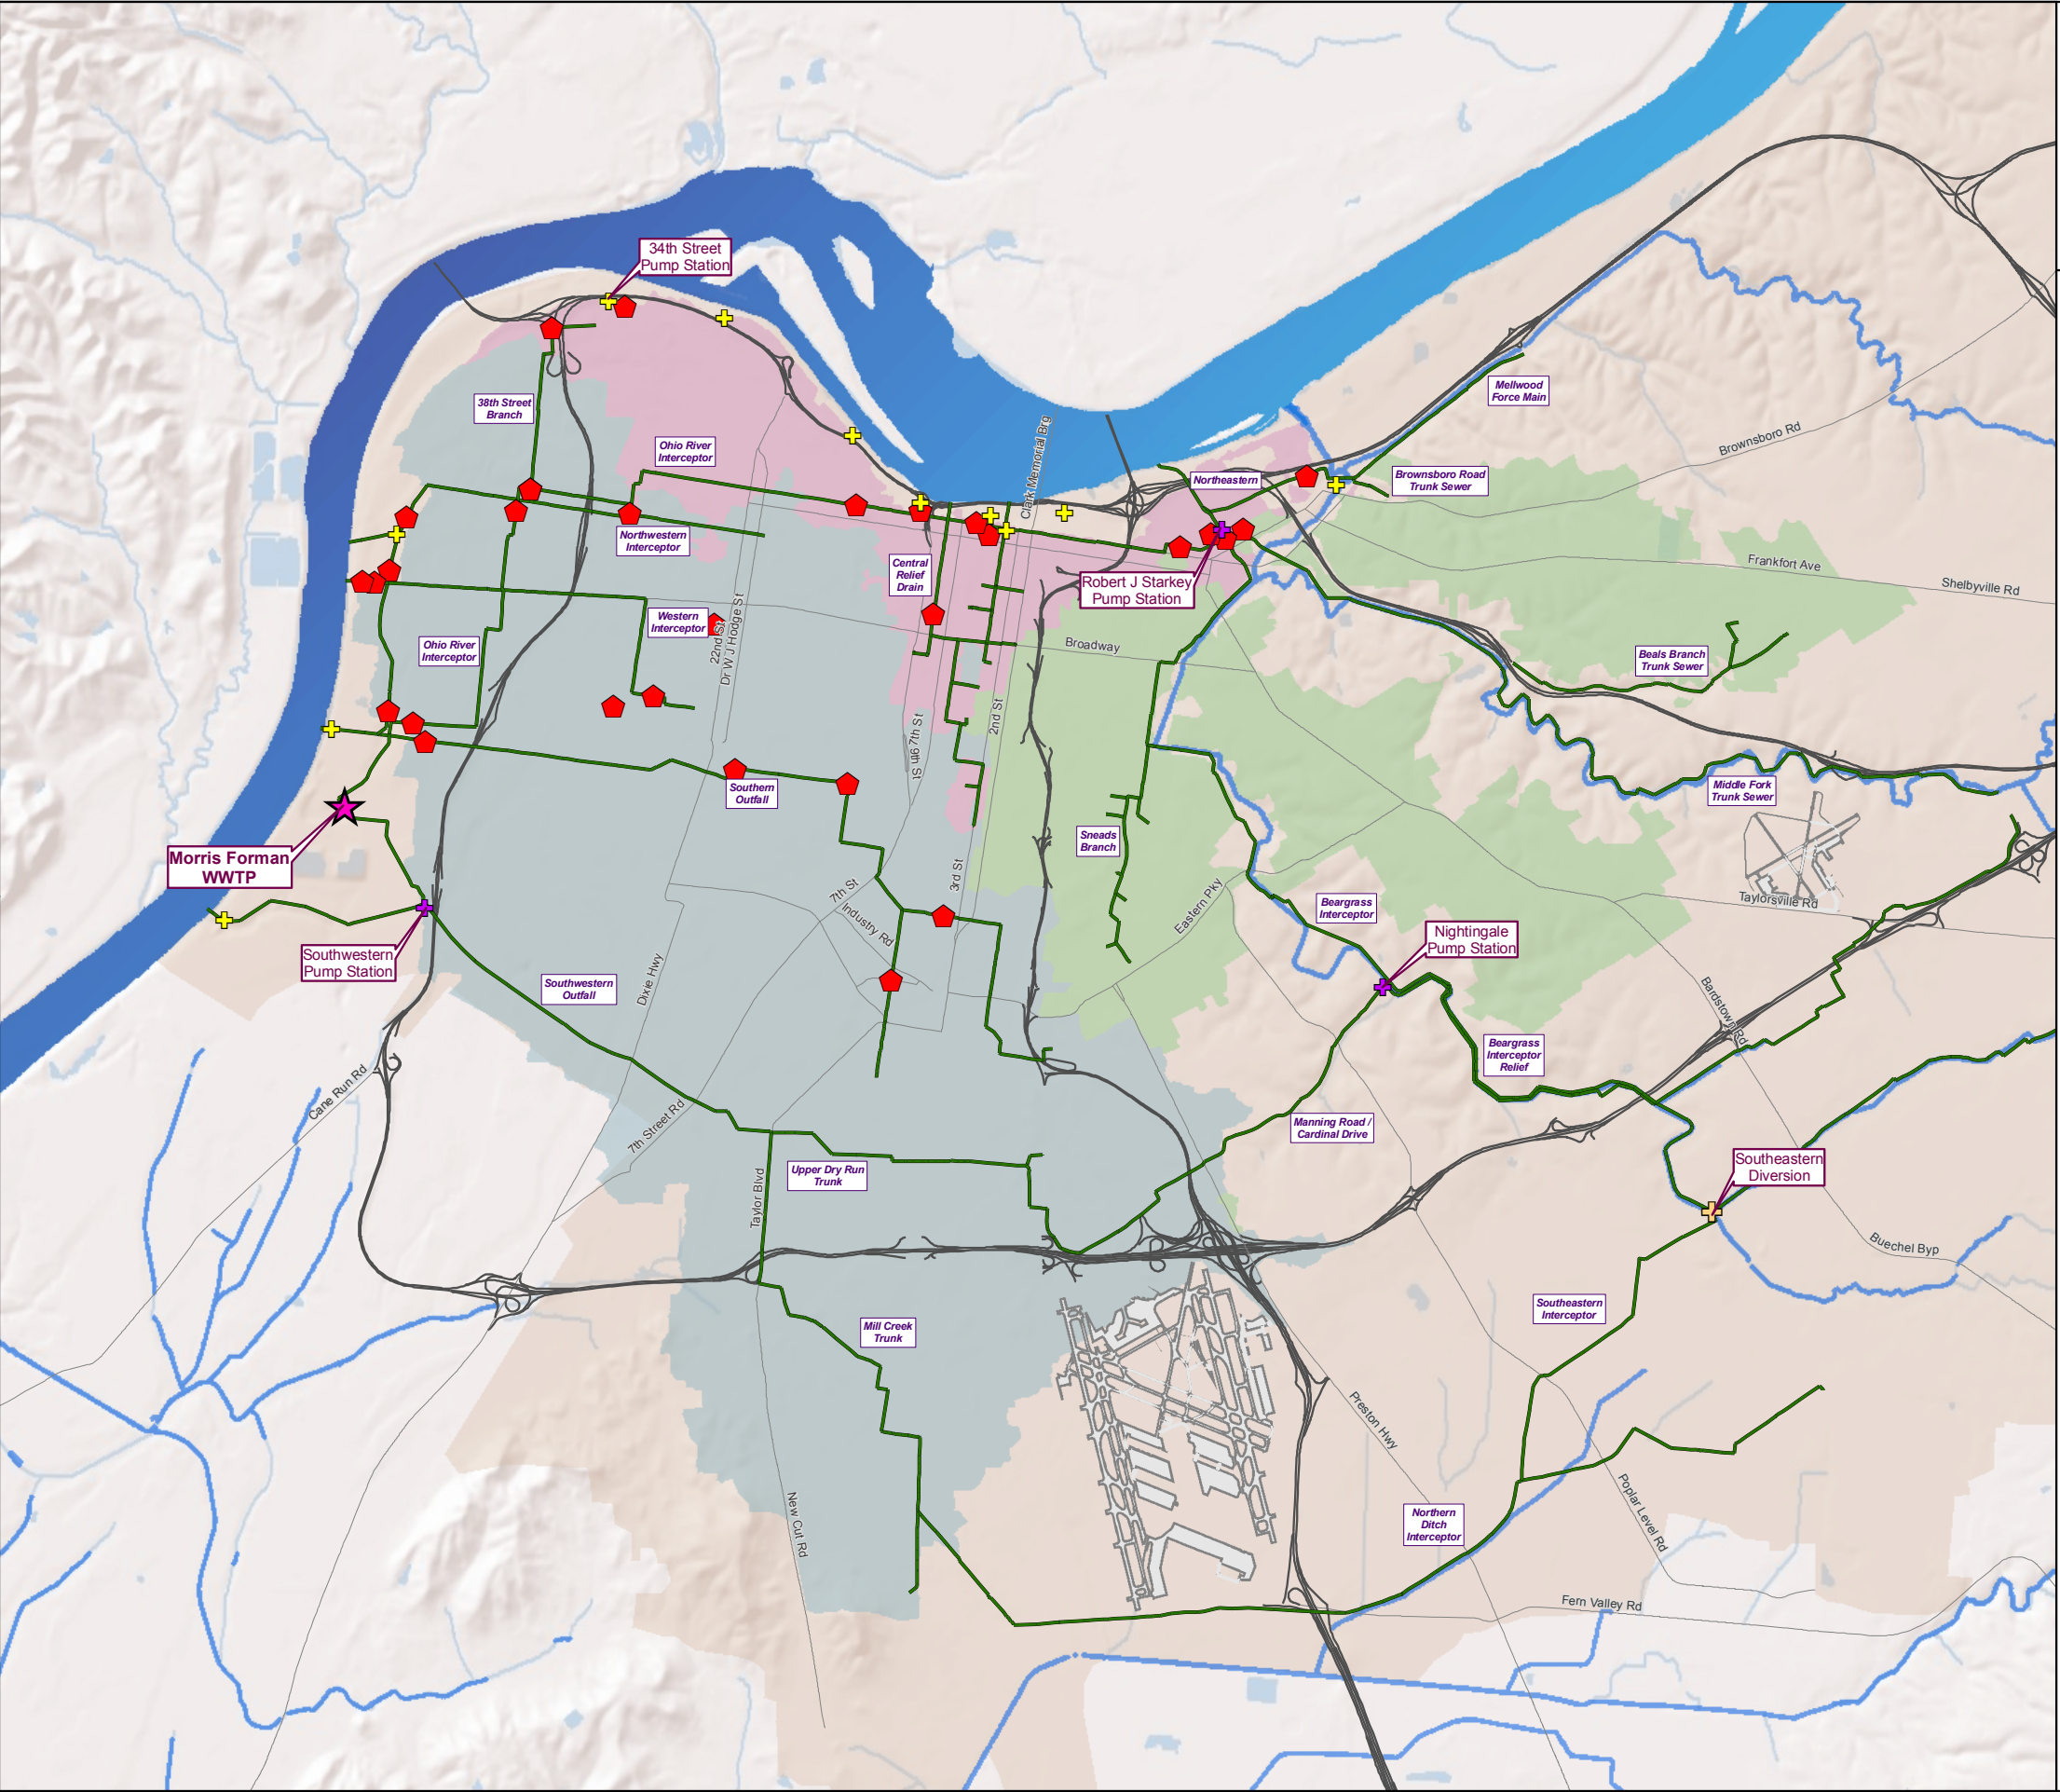 34th Street
Pump Station
38th Street
Branch
Ohio River
Interceptor
Clark Memorial Brg
Mellwood
Force Main
Brownsboro Rd
Northeastern
Brownsboro Road
Trunk Sewer
Northwestern
Interceptor
Central
Relief
Drain
Robert J Starkey
Pump Station
Frankfort Ave
Shelbyville Rd
Western
Interceptor
22nd St
Dr W J Hodge St
Ohio River
Interceptor
Broadway
Beals Branch
Trunk Sewer
2nd St
67th St
St
Southern
Outfall
Middle Fork
Trunk Sewer
Morris Forman
WWTP
Sneads
Branch
3rd St
7th St
Industry Rd
Eastern Pky
Beargrass
Interceptor
Taylorsville Rd
Nightingale
Pump Station
Southwestern
Pump Station
Southwestern
Outfall
Dixie Hwy
Bardstown Rd
Beargrass
Interceptor
Relief
Cane Run Rd
7th Street Rd
Manning Road /
Cardinal Drive
Upper Dry Run
Trunk
Taylor Blvd
Southeastern
Diversion
Buechel Byp
Southeastern
Interceptor
Mill Creek
Trunk
Preston Hwy
New Cut Rd
Northern
Ditch
Interceptor
Poplar Level Rd
Fern Valley Rd